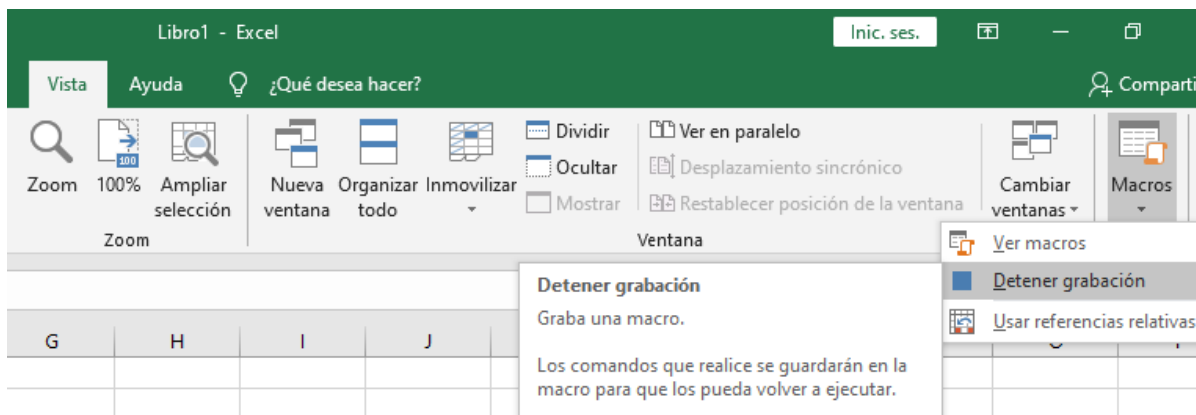 Libro1 - Excel
Inic. ses.
Vista Ayuda ¿Qué desea hacer?
Comparti
Zoom
100%
Ampliar
selección
Zoom
Nueva
ventana
Organizar
todo
Inmovilizar
Dividir
Ocultar
Mostrar
Ver en paralelo
Desplazamiento sincrónico
Restablecer posición de la ventana
Ventana
Cambiar
ventanas
Macros
Ver macros
Detener grabación
Usar referencias relativas
Detener grabación
Graba una macro.
Los comandos que realice se guardarán en la
macro para que los pueda volver a ejecutar.
G H I J